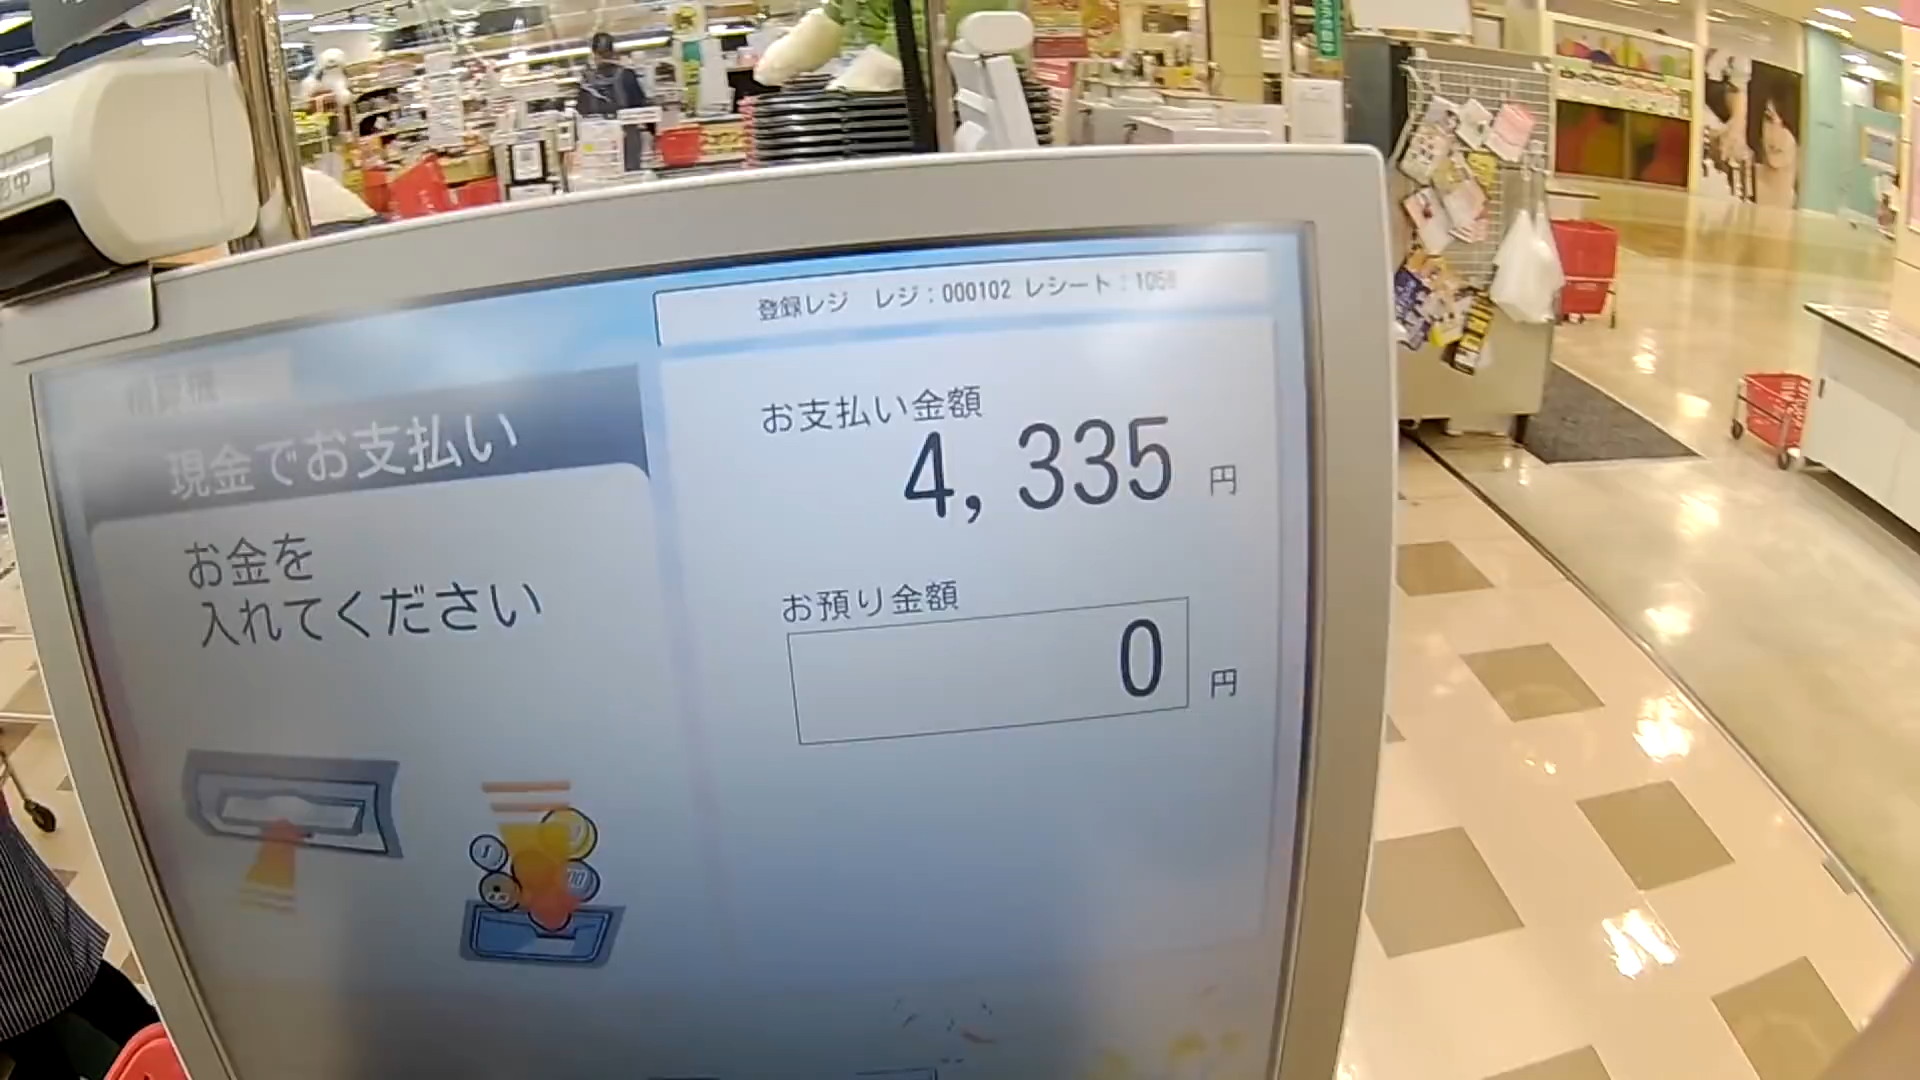 登録レジ レジ：000102 レシート：1058
現金でお支払い
お金を
入れてください
お支払い金額
4,335 円
お預り金額
0 円